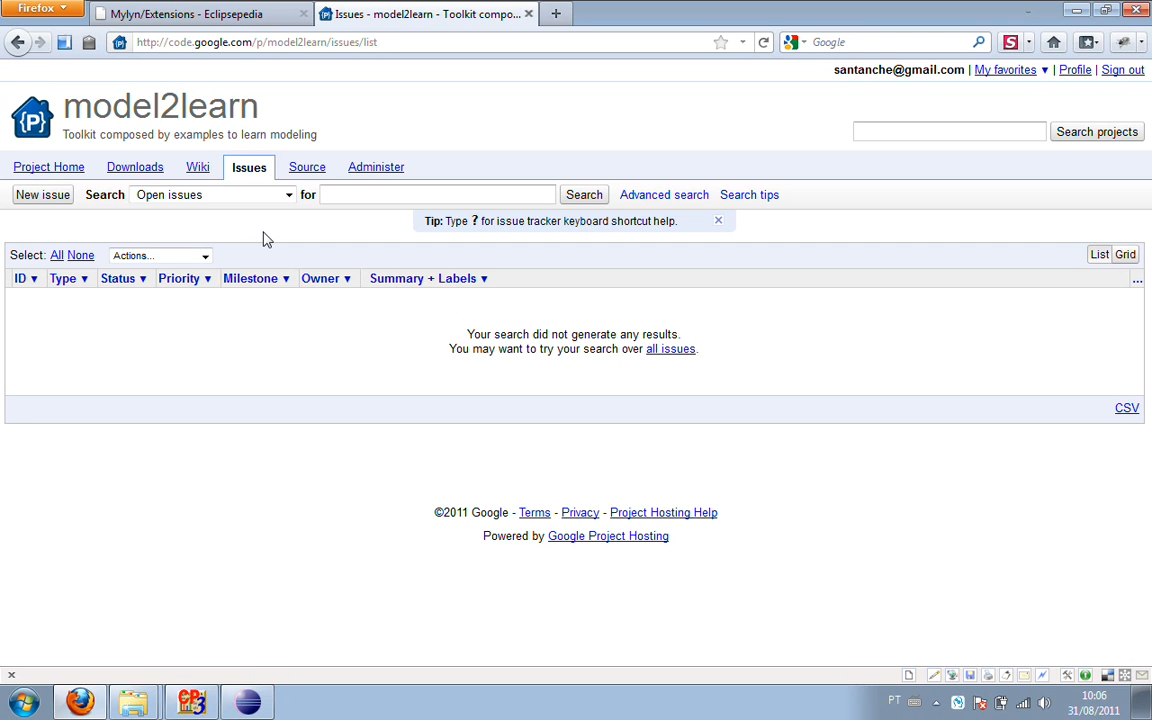 Firefox
Mylyn/Extensions - Eclipsepedia
Issues - model2learn - Toolkit compo...
http://code.google.com/p/model2learn/issues/list
Google
santanche@gmail.com | My favorites ▼ | Profile | Sign out
model2learn
Toolkit composed by examples to learn modeling
Search projects
Project Home Downloads Wiki Issues Source Administer
New issue Search Open issues for Search Advanced search Search tips
Tip: Type ? for issue tracker keyboard shortcut help.
Select: All None Actions... List Grid
ID ▼ Type ▼ Status ▼ Priority ▼ Milestone ▼ Owner ▼ Summary + Labels ▼ ...
Your search did not generate any results.
You may want to try your search over all issues.
CSV
©2011 Google - Terms - Privacy - Project Hosting Help
Powered by Google Project Hosting
PT
10:06
31/08/2011